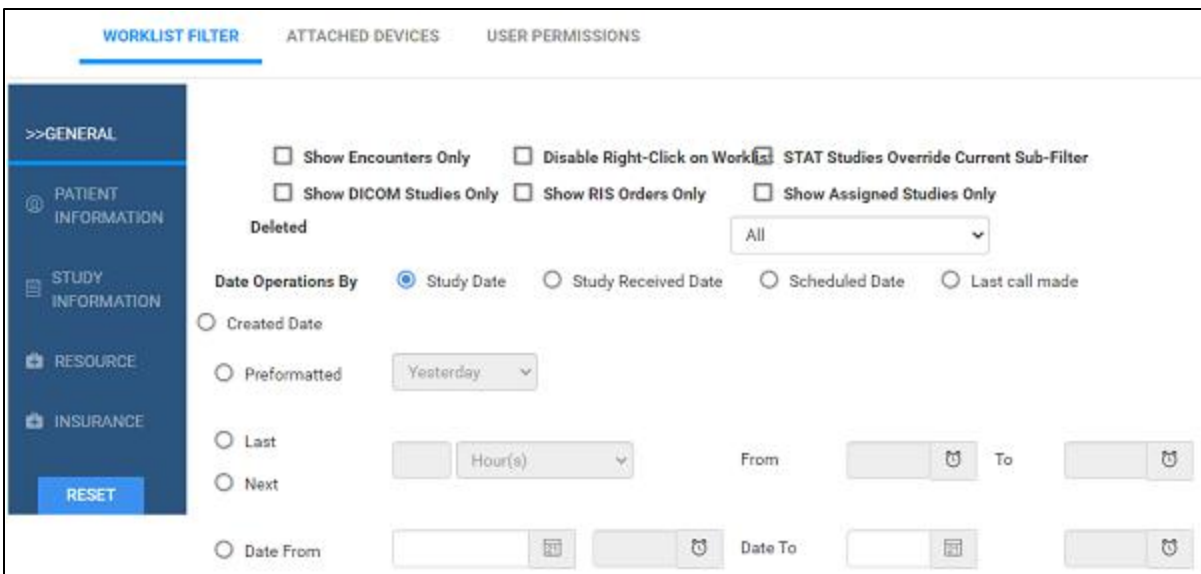 WORKLIST FILTER ATTACHED DEVICES USER PERMISSIONS
>>GENERAL
PATIENT
INFORMATION
STUDY
INFORMATION
RESOURCE
INSURANCE
RESET
Show Encounters Only Disable Right-Click on Worklist STAT Studies Override Current Sub-Filter
Show DICOM Studies Only Show RIS Orders Only Show Assigned Studies Only
Deleted All
Date Operations By Study Date Study Received Date Scheduled Date Last call made
Created Date
Preformatted Yesterday
Last
Hour(s) From To
Next
Date From Date To